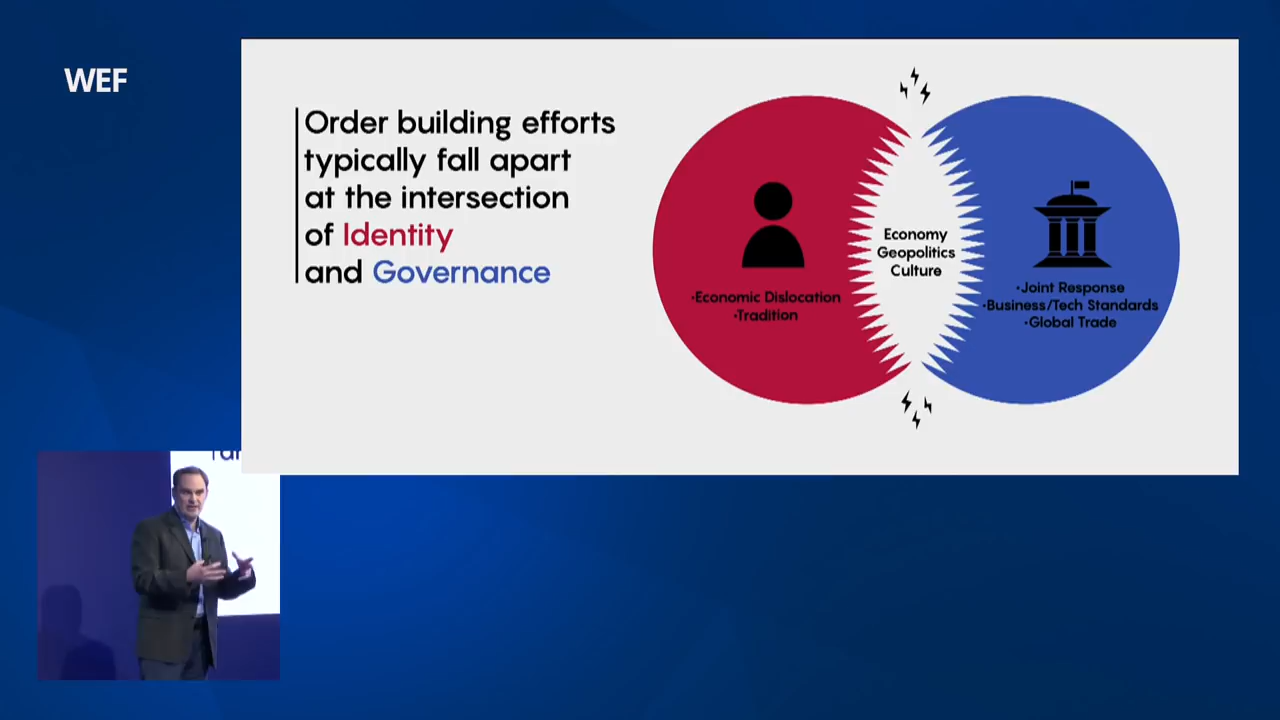 WEF
Order building efforts
typically fall apart
at the intersection
of Identity
and Governance
Economy
Geopolitics
Culture
·Economic Dislocation
·Tradition
·Joint Response
·Business/Tech Standards
·Global Trade